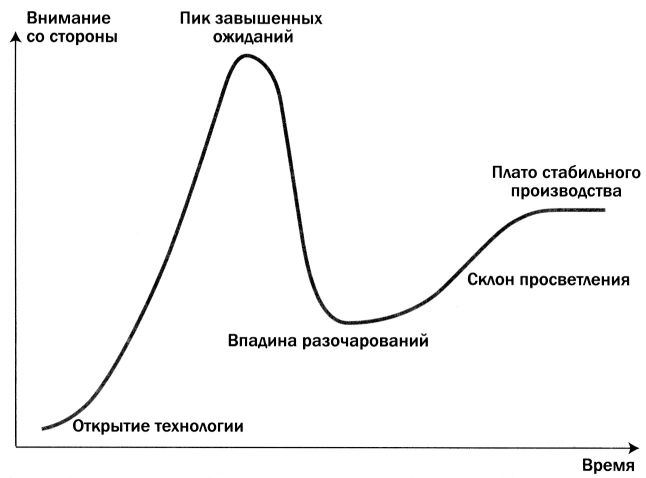 Внимание
со стороны
Пик завышенных
ожиданий
Плато стабильного
производства
Склон просветления
Впадина разочарований
Открытие технологии
Время